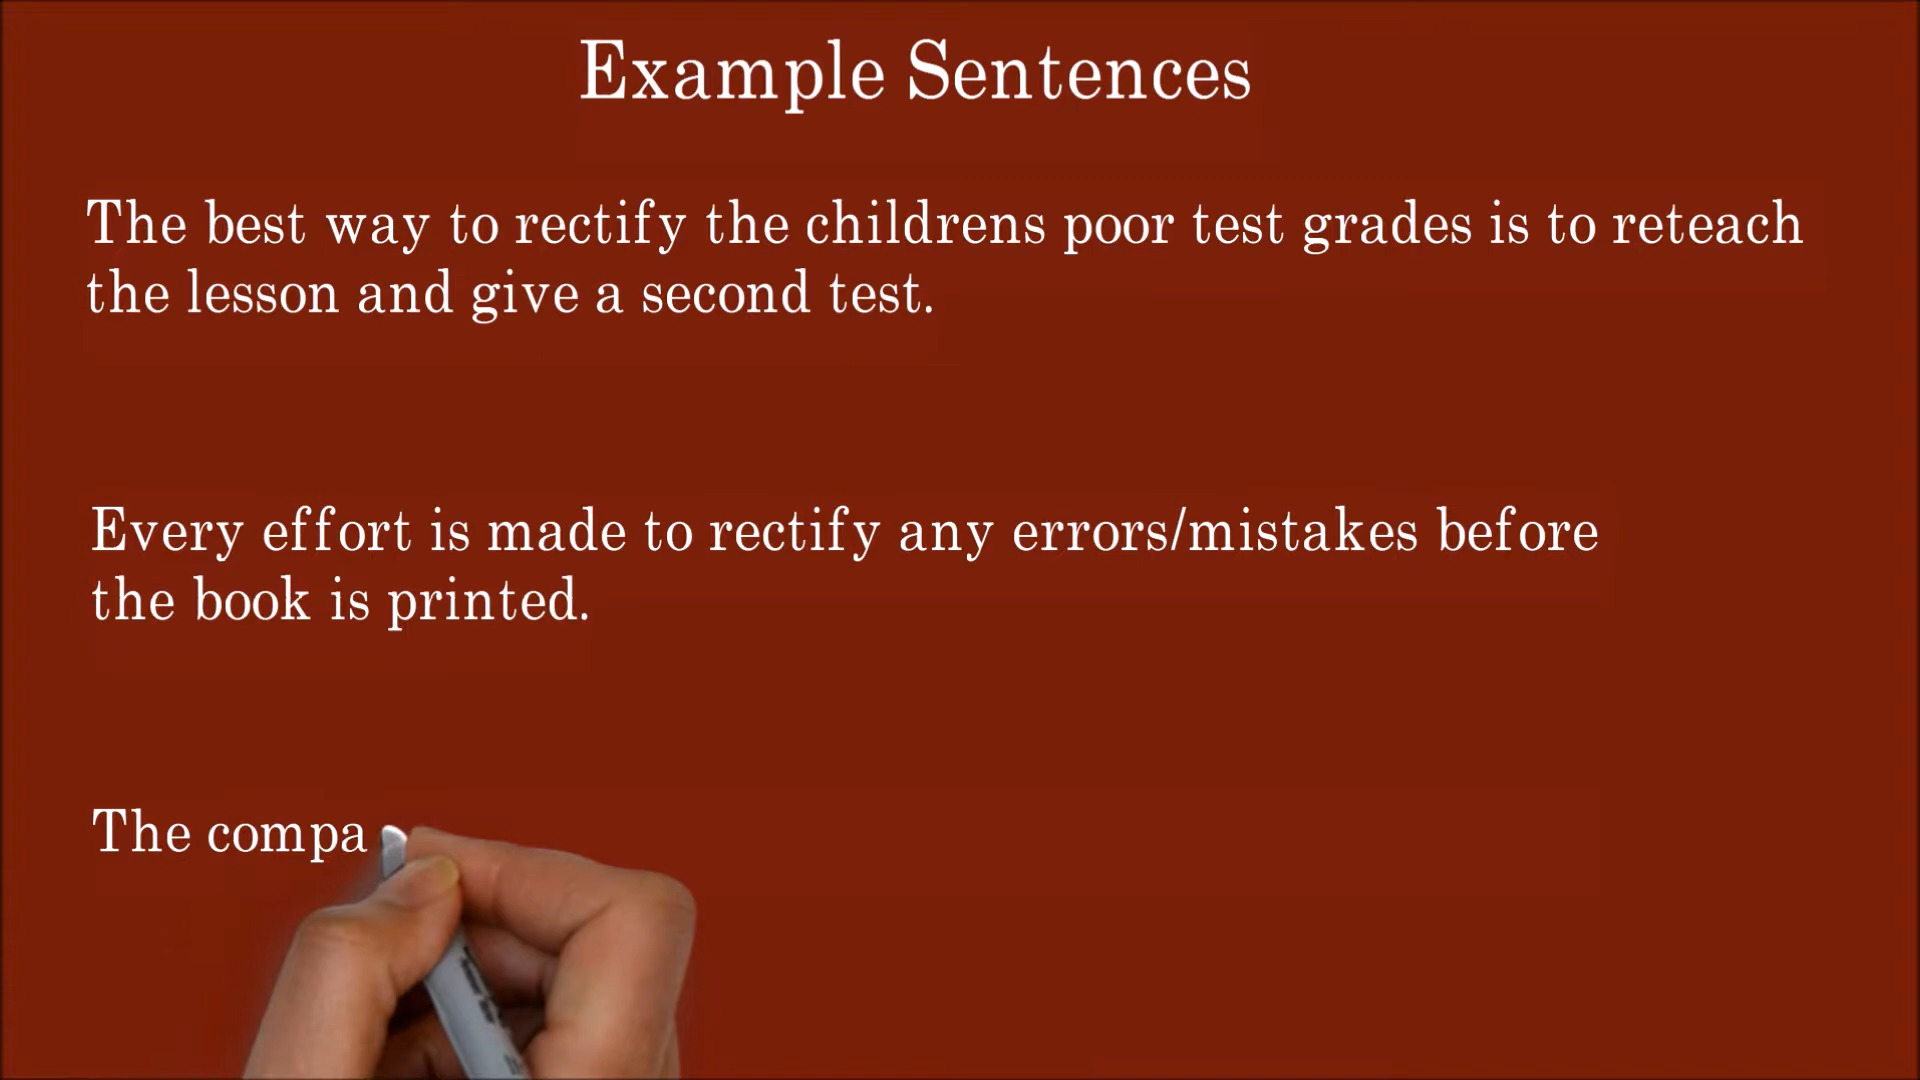 Example Sentences
The best way to rectify the childrens poor test grades is to reteach
the lesson and give a second test.
Every effort is made to rectify any errors/mistakes before
the book is printed.
The compa